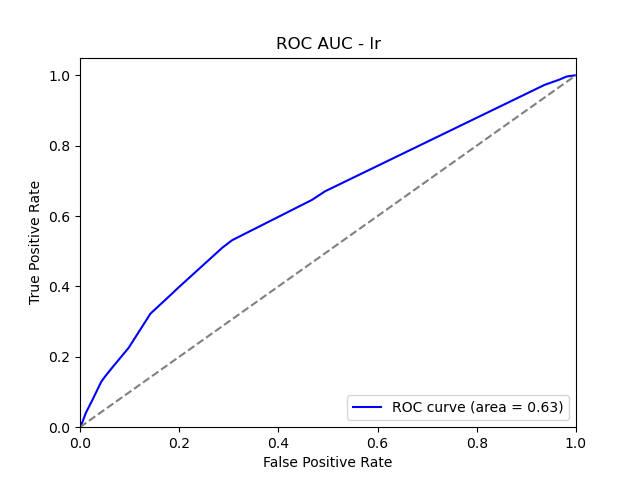 ROC AUC - lr
True Positive Rate
1.0
0.8
0.6
0.4
0.2
0.0
0.0 0.2 0.4 0.6 0.8 1.0
False Positive Rate
ROC curve (area = 0.63)